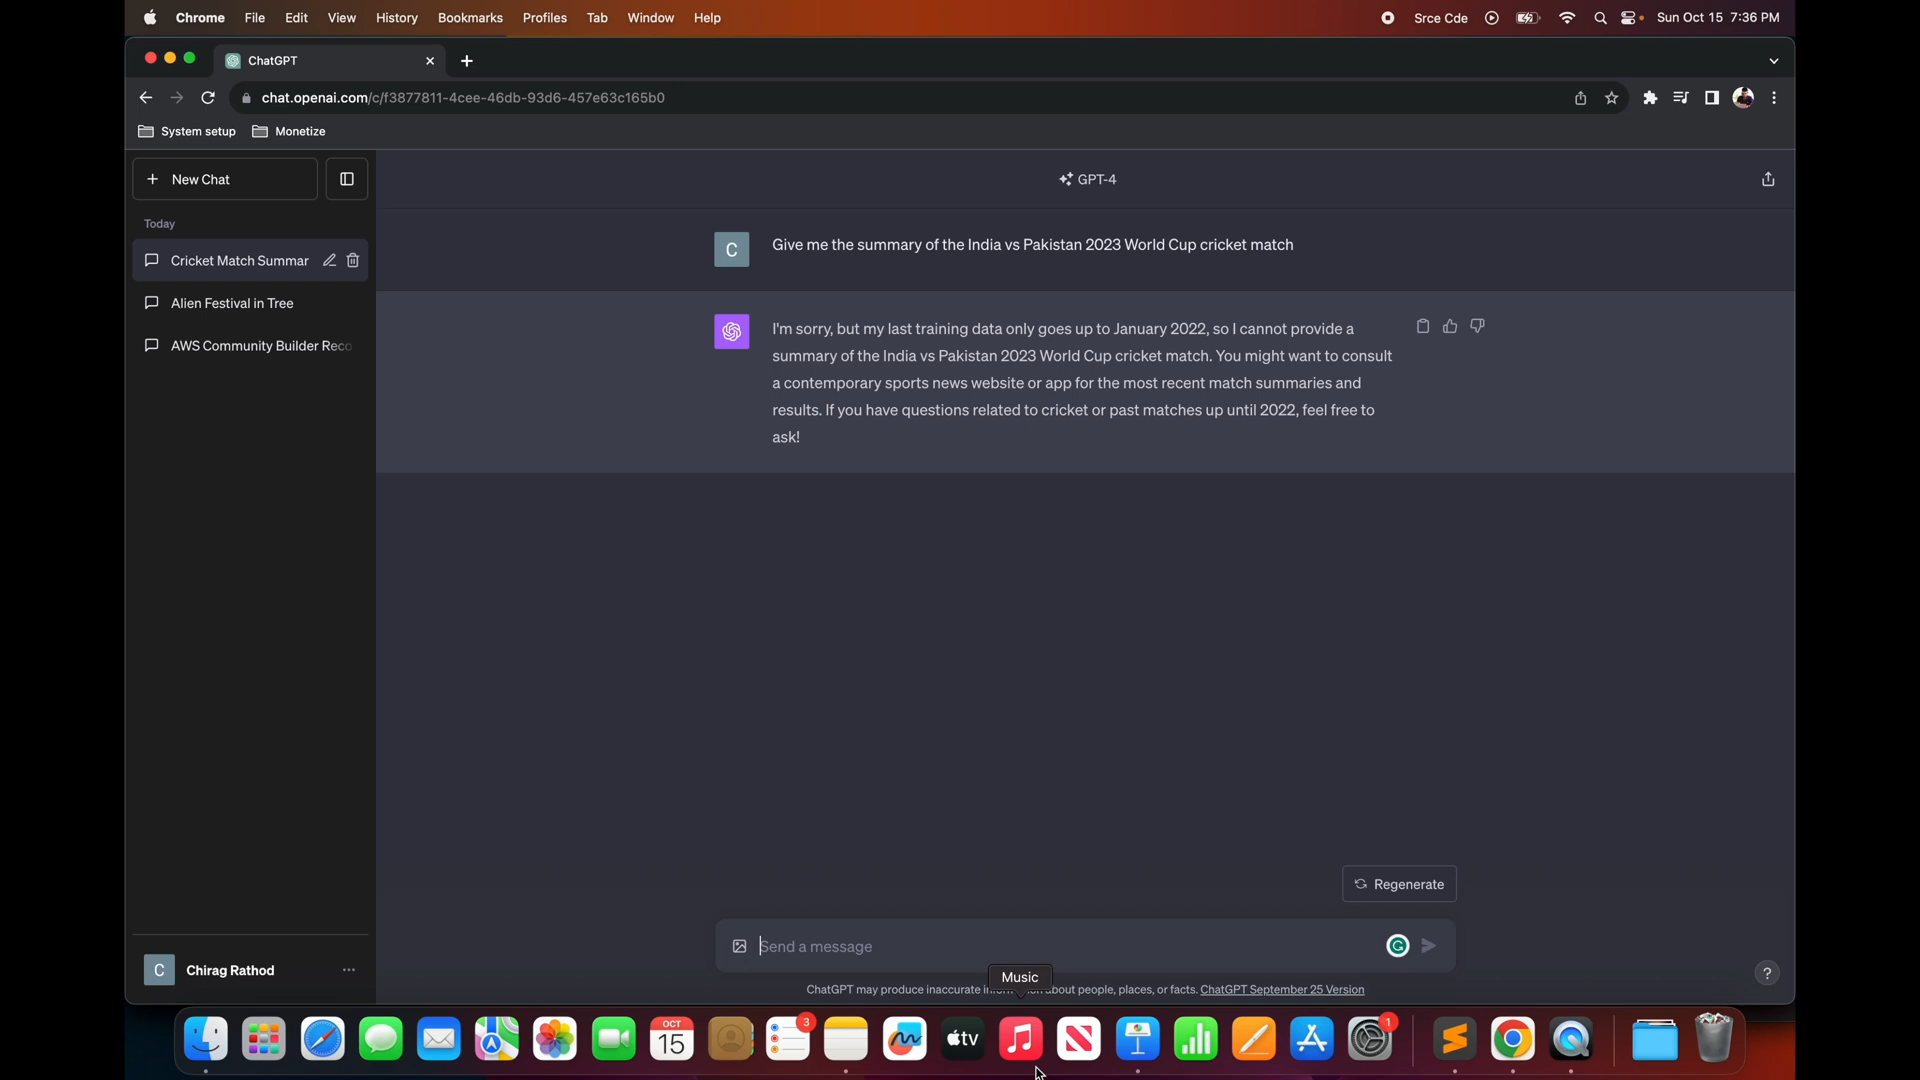 Chrome File Edit View History Bookmarks Profiles Tab Window Help Srce Cde Sun Oct 15 7:36 PM
ChatGPT
chat.openai.com/c/f3877811-4cee-46db-93d6-457e63c165b0
System setup Monetize
New Chat
GPT-4
Today
C Give me the summary of the India vs Pakistan 2023 World Cup cricket match
Cricket Match Summar
Alien Festival in Tree
AWS Community Builder Reco
I'm sorry, but my last training data only goes up to January 2022, so I cannot provide a
summary of the India vs Pakistan 2023 World Cup cricket match. You might want to consult
a contemporary sports news website or app for the most recent match summaries and
results. If you have questions related to cricket or past matches up until 2022, feel free to
ask!
Regenerate
Send a message
C Chirag Rathod
?
Music
ChatGPT may produce inaccurate about people, places, or facts. ChatGPT September 25 Version
OCT
15
3
tv
1